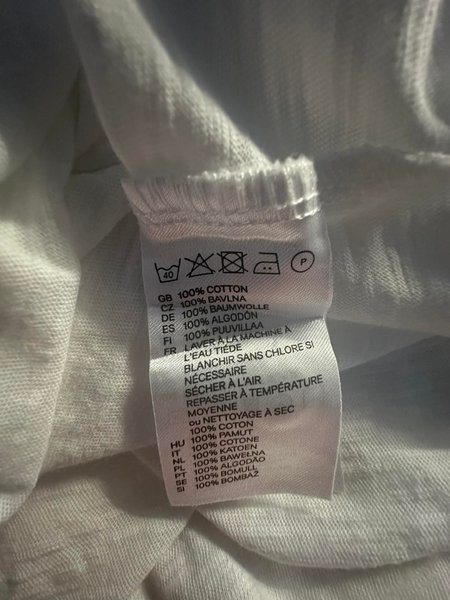 40 P
GB 100% COTTON
CZ 100% BAVLNA
DE 100% BAUMWOLLE
ES 100% ALGODÓN
FI 100% PUUVILLAA
FR LAVER À LA MACHINE À
L'EAU TIÈDE
BLANCHIR SANS CHLORE SI
NÉCESSAIRE
SÉCHER À L'AIR
REPASSER À TEMPÉRATURE
MOYENNE
ou NETTOYAGE À SEC
100% COTON
HU 100% PAMUT
IT 100% COTONE
NL 100% KATOEN
PL 100% BAWEŁNA
PT 100% ALGODÃO
SE 100% BOMULL
SI 100% BOMBAŽ